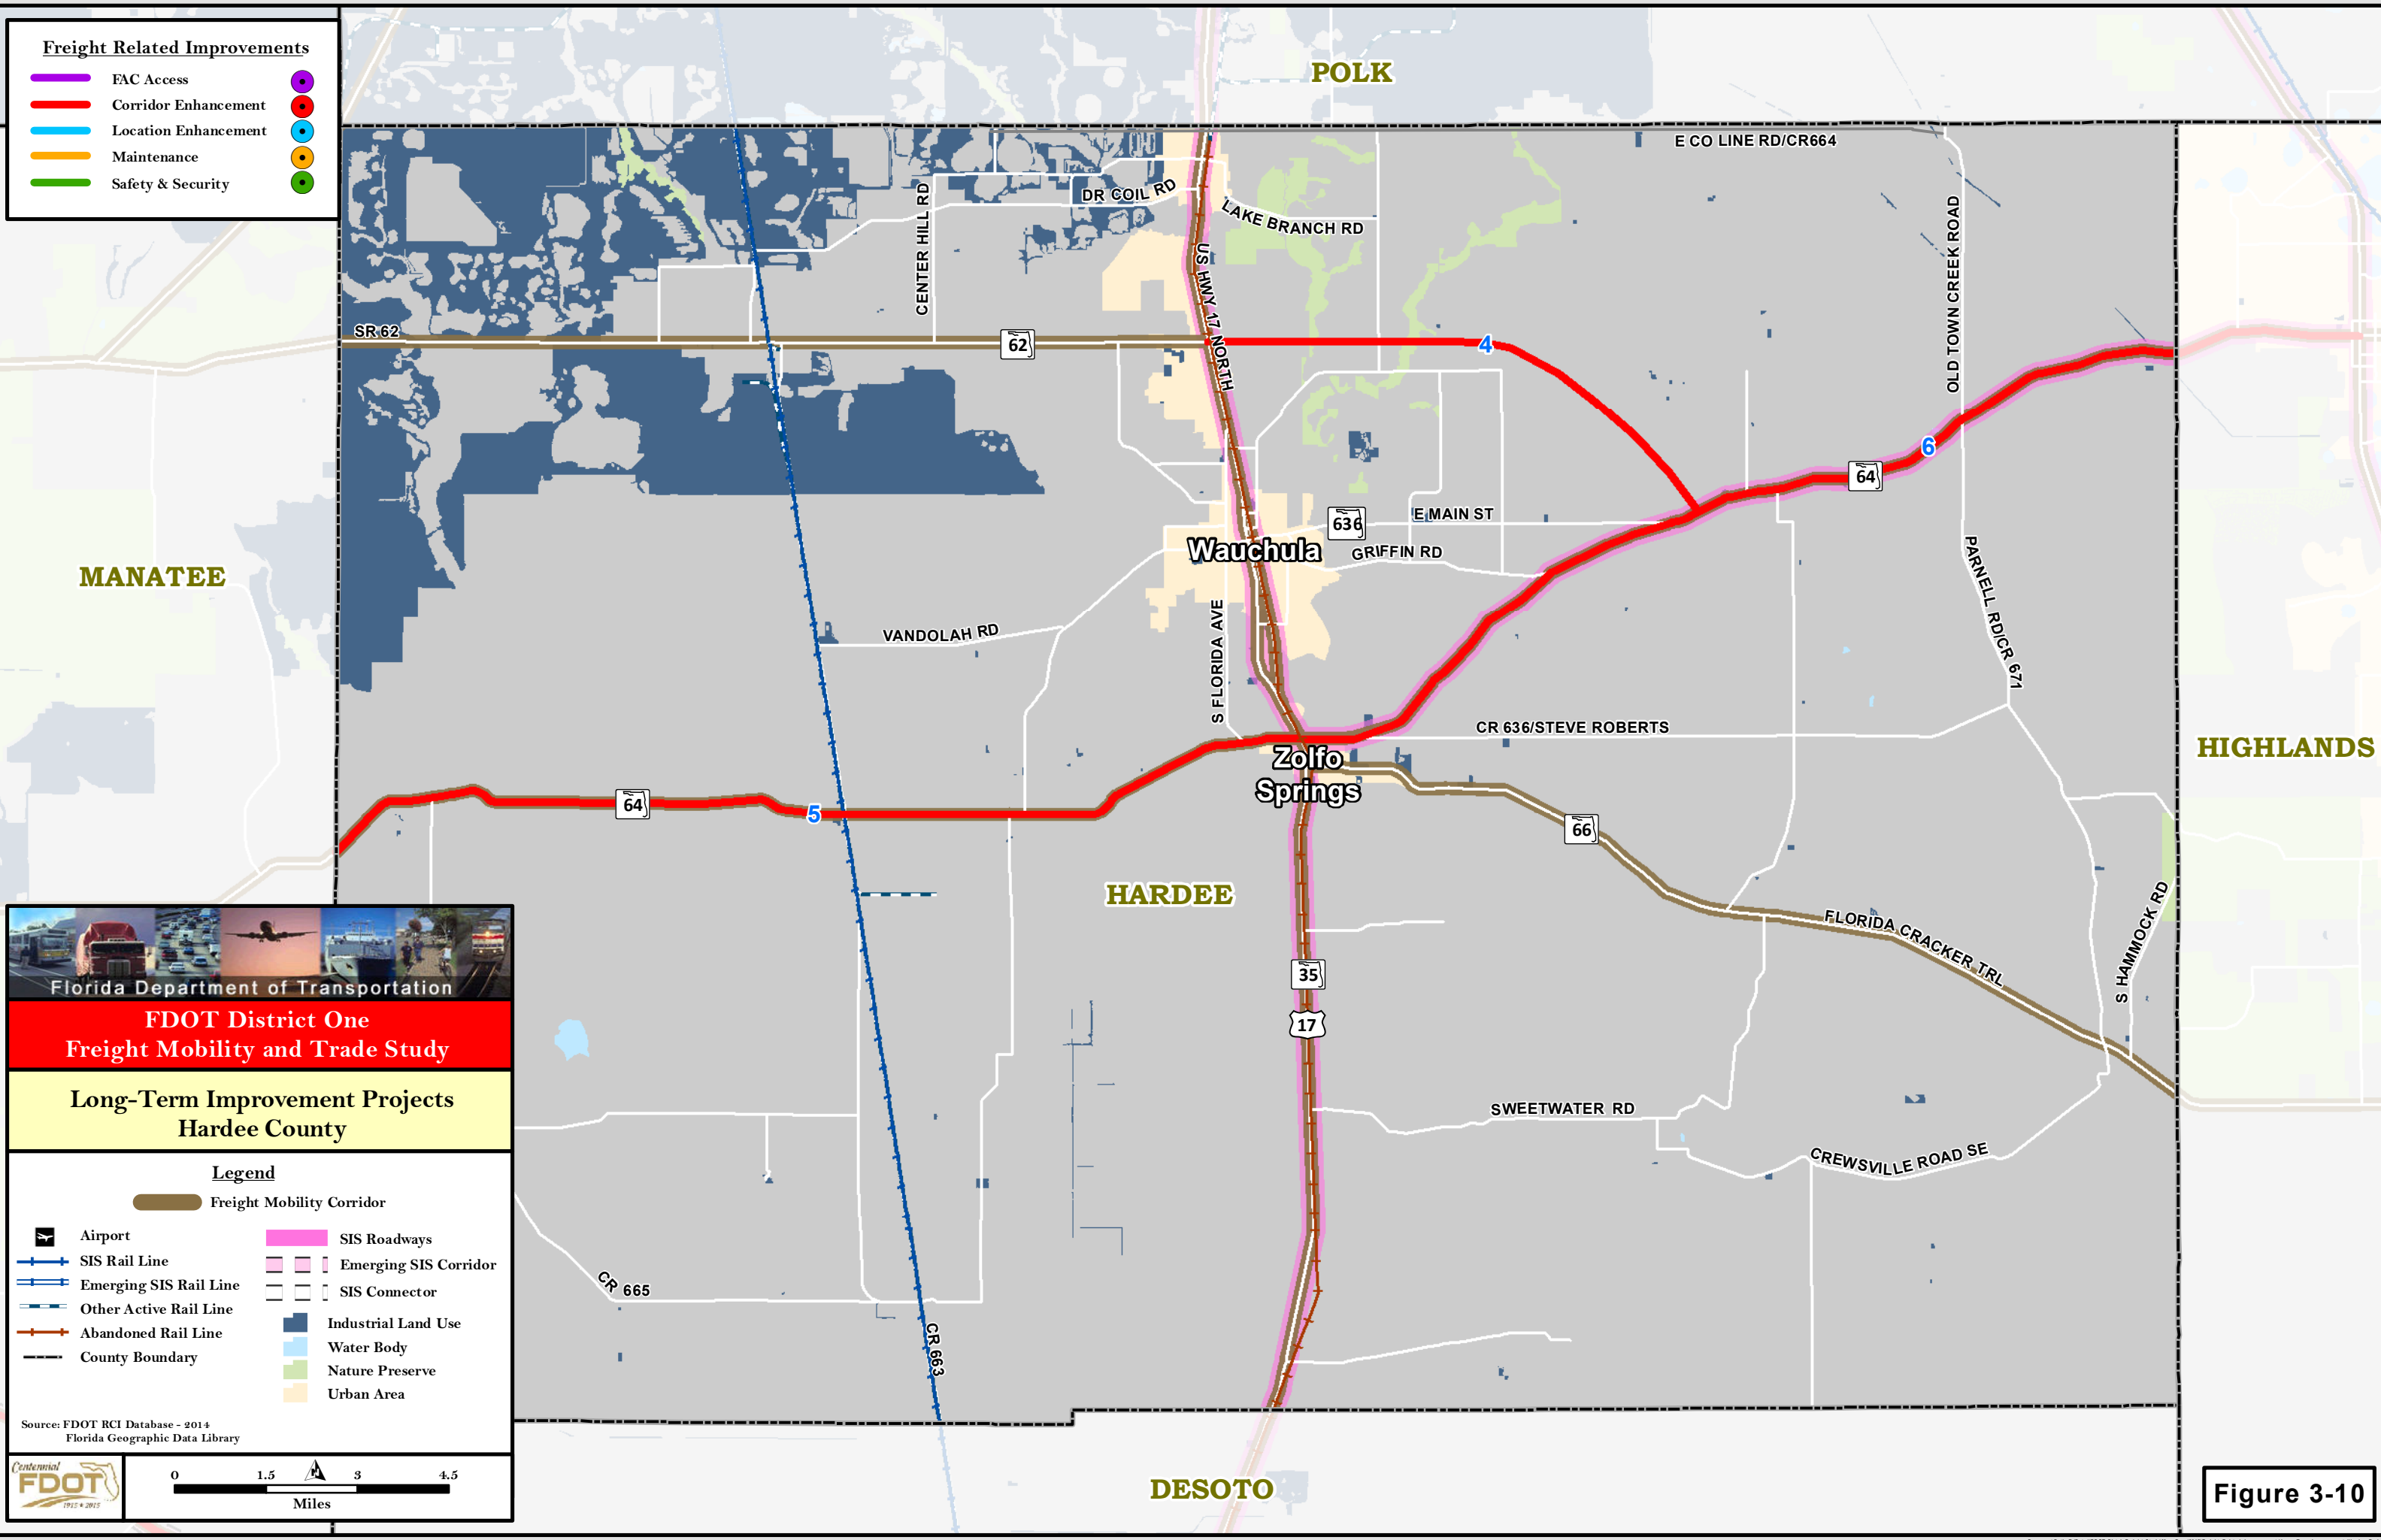 Freight Related Improvements
FAC Access
Corridor Enhancement
Location Enhancement
Maintenance
Safety & Security
POLK
E CO LINE RD/CR664
CENTER HILL RD
DR COIL RD
LAKE BRANCH RD
US HWY 17 NORTH
OLD TOWN CREEK ROAD
SR 62
62
4
6
64
636
E MAIN ST
Wauchula
GRIFFIN RD
MANATEE
PARNELL RD/CR 671
VANDOLAH RD
S FLORIDA AVE
CR 636/STEVE ROBERTS
HIGHLANDS
Zolfo
Springs
64
5
66
HARDEE
FLORIDA CRACKER TRL
S HAMMOCK RD
35
17
SWEETWATER RD
CREWSVILLE ROAD SE
CR 665
CR 663
DESOTO
Florida Department of Transportation
FDOT District One
Freight Mobility and Trade Study
Long-Term Improvement Projects
Hardee County
Legend
Freight Mobility Corridor
Airport
SIS Rail Line
Emerging SIS Rail Line
Other Active Rail Line
Abandoned Rail Line
County Boundary
SIS Roadways
Emerging SIS Corridor
SIS Connector
Industrial Land Use
Water Body
Nature Preserve
Urban Area
Source: FDOT RCI Database - 2014
Florida Geographic Data Library
Centennial
FDOT
1915 * 2015
0 1.5 N 3 4.5
Miles
Figure 3-10